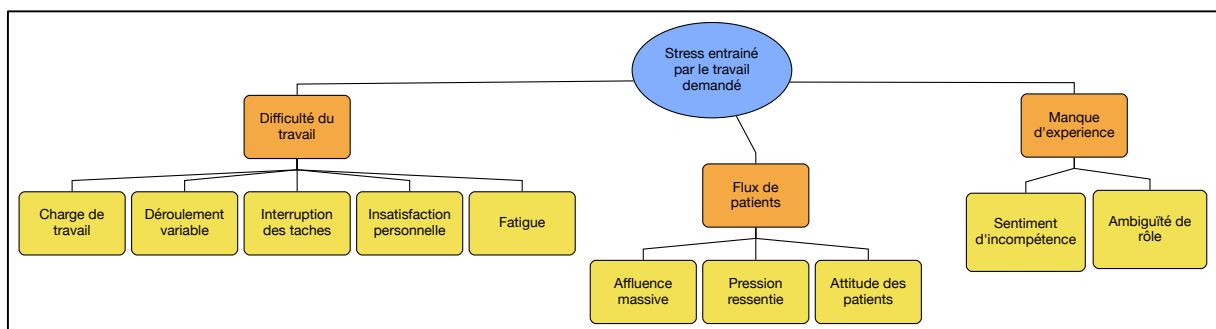 Stress entrainé
par le travail
demandé
Difficulté du
travail
Manque
d'experience
Flux de
patients
Charge de
travail
Déroulement
variable
Interruption
des taches
Insatisfaction
personnelle
Fatigue
Sentiment
d'incompétence
Ambiguïté de
rôle
Affluence
massive
Pression
ressentie
Attitude des
patients